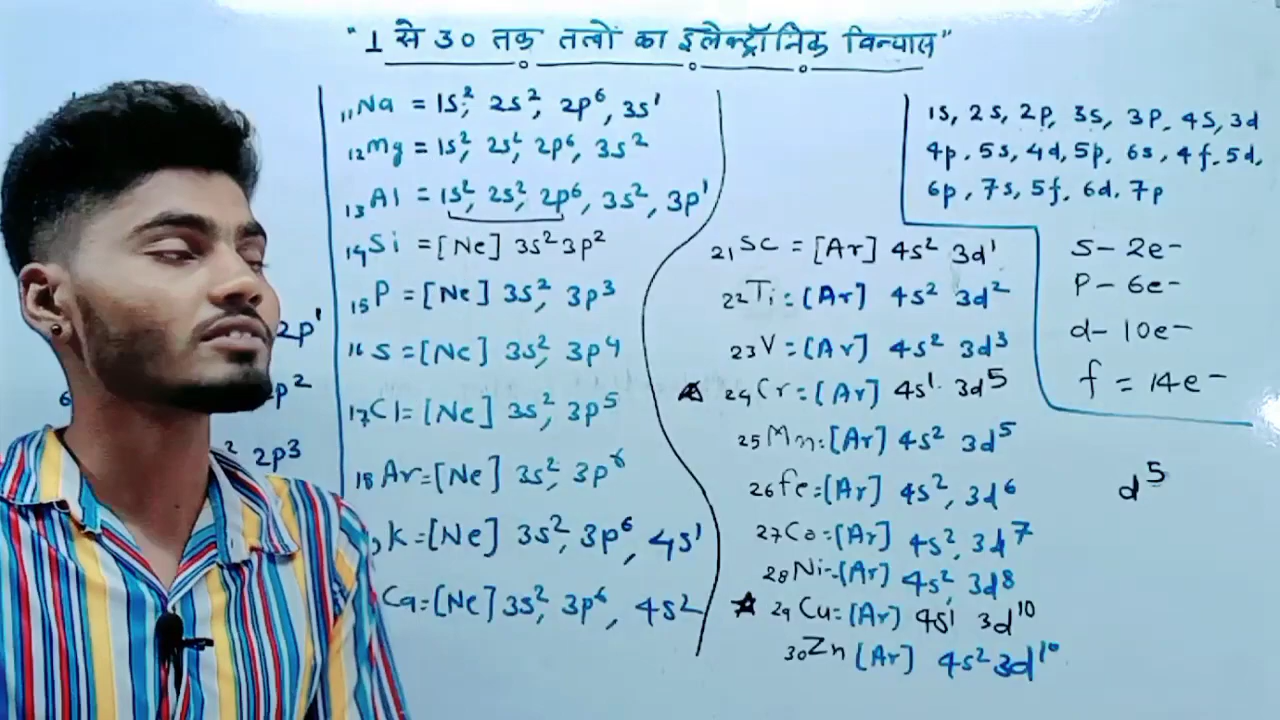 "1 से 30 तक तत्वों का इलेक्ट्रॉनिक विन्यास"
2p¹
6
p²
² 2p³
₁₁Na = 1s², 2s², 2p⁶, 3s¹
₁₂Mg = 1s², 2s², 2p⁶, 3s²
₁₃Al = 1s², 2s², 2p⁶, 3s², 3p¹
₁₄Si = [Ne] 3s² 3p²
₁₅P = [Ne] 3s², 3p³
₁₆S = [Ne] 3s², 3p⁴
₁₇Cl = [Ne] 3s², 3p⁵
₁₈Ar = [Ne] 3s², 3p⁶
K = [Ne] 3s², 3p⁶, 4s¹
Ca = [Ne] 3s², 3p⁶, 4s²
₂₁Sc = [Ar] 4s² 3d¹
₂₂Ti = [Ar] 4s² 3d²
₂₃V = [Ar] 4s² 3d³
₂₄Cr = [Ar] 4s¹ 3d⁵
₂₅Mn = [Ar] 4s² 3d⁵
₂₆Fe = [Ar] 4s², 3d⁶
₂₇Co = [Ar] 4s², 3d⁷
₂₈Ni = [Ar] 4s², 3d⁸
₂₉Cu = [Ar] 4s¹ 3d¹⁰
₃₀Zn [Ar] 4s² 3d¹⁰
1s, 2s, 2p, 3s, 3p, 4s, 3d
4p, 5s, 4d, 5p, 6s, 4f, 5d,
6p, 7s, 5f, 6d, 7p
S - 2e-
P - 6e-
d - 10e-
f = 14e-
d⁵